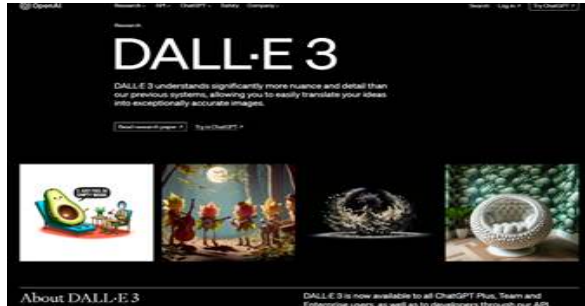 OpenAI
Research API ChatGPT Safety Company Search Log in Try ChatGPT
Research
DALL·E 3
DALL·E 3 understands significantly more nuance and detail than
our previous systems, allowing you to easily translate your ideas
into exceptionally accurate images.
Read research paper Try in ChatGPT
About DALL·E 3
DALL·E 3 is now available to all ChatGPT Plus, Team and
Enterprise users, as well as to developers through our API.